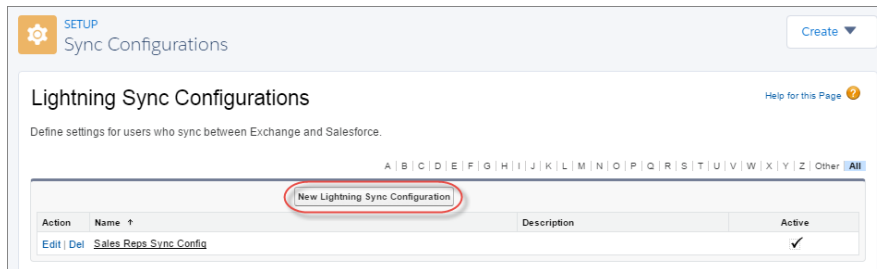 SETUP
Sync Configurations
Create
Lightning Sync Configurations
Help for this Page ?
Define settings for users who sync between Exchange and Salesforce.
A | B | C | D | E | F | G | H | I | J | K | L | M | N | O | P | Q | R | S | T | U | V | W | X | Y | Z | Other All
New Lightning Sync Configuration
Action Name ↑ Description Active
Edit | Del Sales Reps Sync Config ✓